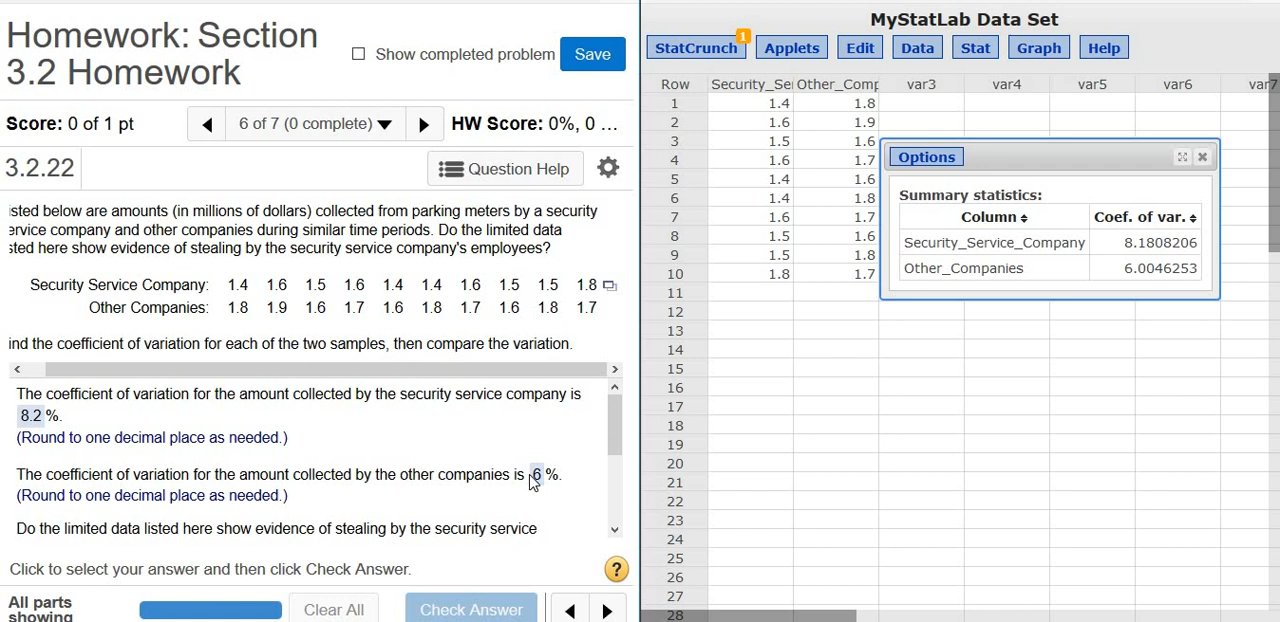 Homework: Section
3.2 Homework
Show completed problem
Save
Score: 0 of 1 pt
6 of 7 (0 complete)
HW Score: 0%, 0 ...
3.2.22
Question Help
isted below are amounts (in millions of dollars) collected from parking meters by a security
ervice company and other companies during similar time periods. Do the limited data
sted here show evidence of stealing by the security service company's employees?
Security Service Company: 1.4 1.6 1.5 1.6 1.4 1.4 1.6 1.5 1.5 1.8
Other Companies: 1.8 1.9 1.6 1.7 1.6 1.8 1.7 1.6 1.8 1.7
ind the coefficient of variation for each of the two samples, then compare the variation.
The coefficient of variation for the amount collected by the security service company is
8.2 %.
(Round to one decimal place as needed.)
The coefficient of variation for the amount collected by the other companies is 6 %.
(Round to one decimal place as needed.)
Do the limited data listed here show evidence of stealing by the security service
Click to select your answer and then click Check Answer.
?
All parts
showing
Clear All
Check Answer
MyStatLab Data Set
StatCrunch
1
Applets
Edit
Data
Stat
Graph
Help
Row Security_Ser Other_Comp var3 var4 var5 var6 var7
1 1.4 1.8
2 1.6 1.9
3 1.5 1.6
4 1.6 1.7
5 1.4 1.6
6 1.4 1.8
7 1.6 1.7
8 1.5 1.6
9 1.5 1.8
10 1.8 1.7
11
12
13
14
15
16
17
18
19
20
21
22
23
24
25
26
27
28
Options
Summary statistics:
Column Coef. of var.
Security_Service_Company 8.1808206
Other_Companies 6.0046253